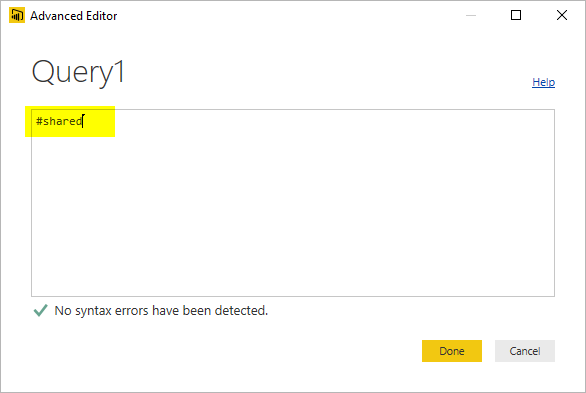 Advanced Editor
Query1
Help
#shared
No syntax errors have been detected.
Done
Cancel